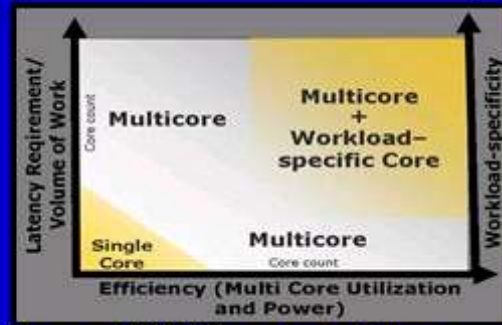 Latency Reqirement/
Volume of Work
Core count
Multicore
Multicore
+
Workload–
specific Core
Single
Core
Multicore
Core count
Workload-specificity
Efficiency (Multi Core Utilization
and Power)